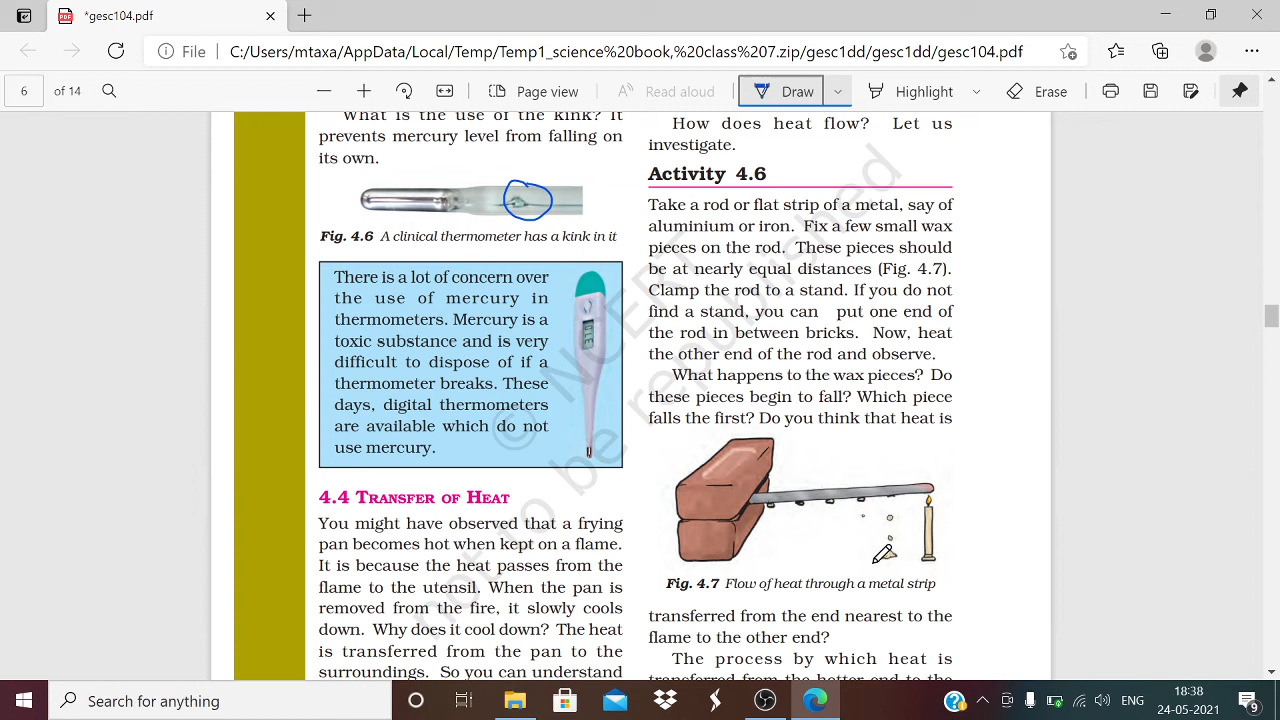 *gesc104.pdf
File
C:/Users/mtaxa/AppData/Local/Temp/Temp1_science%20book,%20class%207.zip/gesc1dd/gesc1dd/gesc104.pdf
6 of 14
Page view
Read aloud
Draw
Highlight
Erase
What is the use of the kink? It
prevents mercury level from falling on
its own.
Fig. 4.6 A clinical thermometer has a kink in it
There is a lot of concern over
the use of mercury in
thermometers. Mercury is a
toxic substance and is very
difficult to dispose of if a
thermometer breaks. These
days, digital thermometers
are available which do not
use mercury.
4.4 TRANSFER OF HEAT
You might have observed that a frying
pan becomes hot when kept on a flame.
It is because the heat passes from the
flame to the utensil. When the pan is
removed from the fire, it slowly cools
down. Why does it cool down? The heat
is transferred from the pan to the
surroundings. So you can understand
How does heat flow? Let us
investigate.
Activity 4.6
Take a rod or flat strip of a metal, say of
aluminium or iron. Fix a few small wax
pieces on the rod. These pieces should
be at nearly equal distances (Fig. 4.7).
Clamp the rod to a stand. If you do not
find a stand, you can put one end of
the rod in between bricks. Now, heat
the other end of the rod and observe.
What happens to the wax pieces? Do
these pieces begin to fall? Which piece
falls the first? Do you think that heat is
Fig. 4.7 Flow of heat through a metal strip
transferred from the end nearest to the
flame to the other end?
The process by which heat is
transferred from the hotter end to the
© NCERT
not to be republished
Search for anything
ENG
18:38
24-05-2021
9